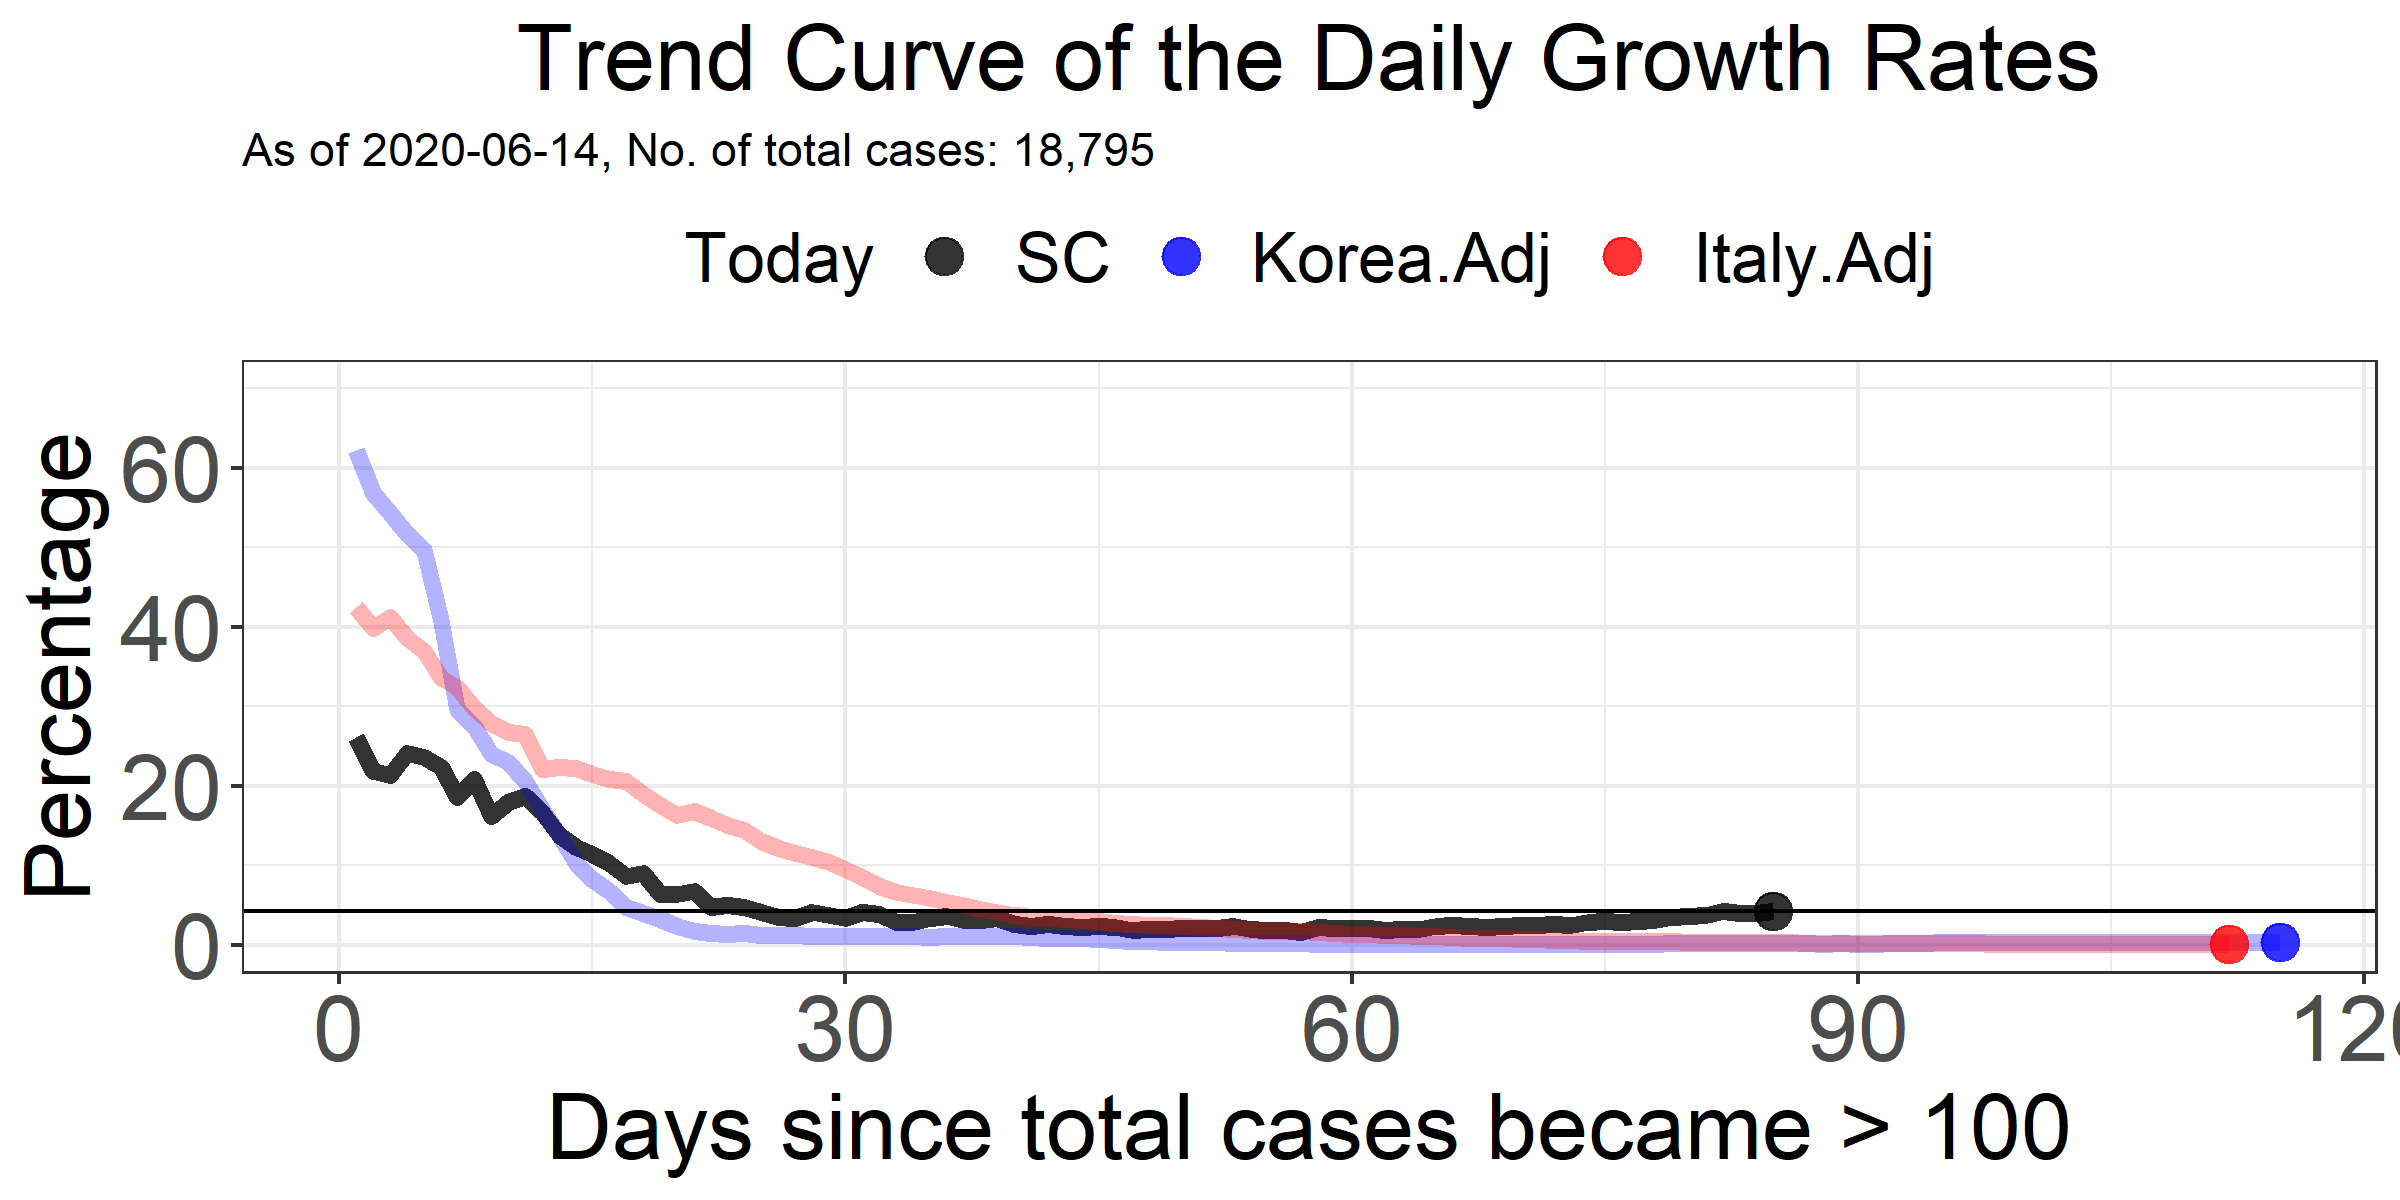 Trend Curve of the Daily Growth Rates
As of 2020-06-14, No. of total cases: 18,795
Today SC Korea.Adj Italy.Adj
Percentage
60
40
20
0
0 30 60 90 120
Days since total cases became > 100